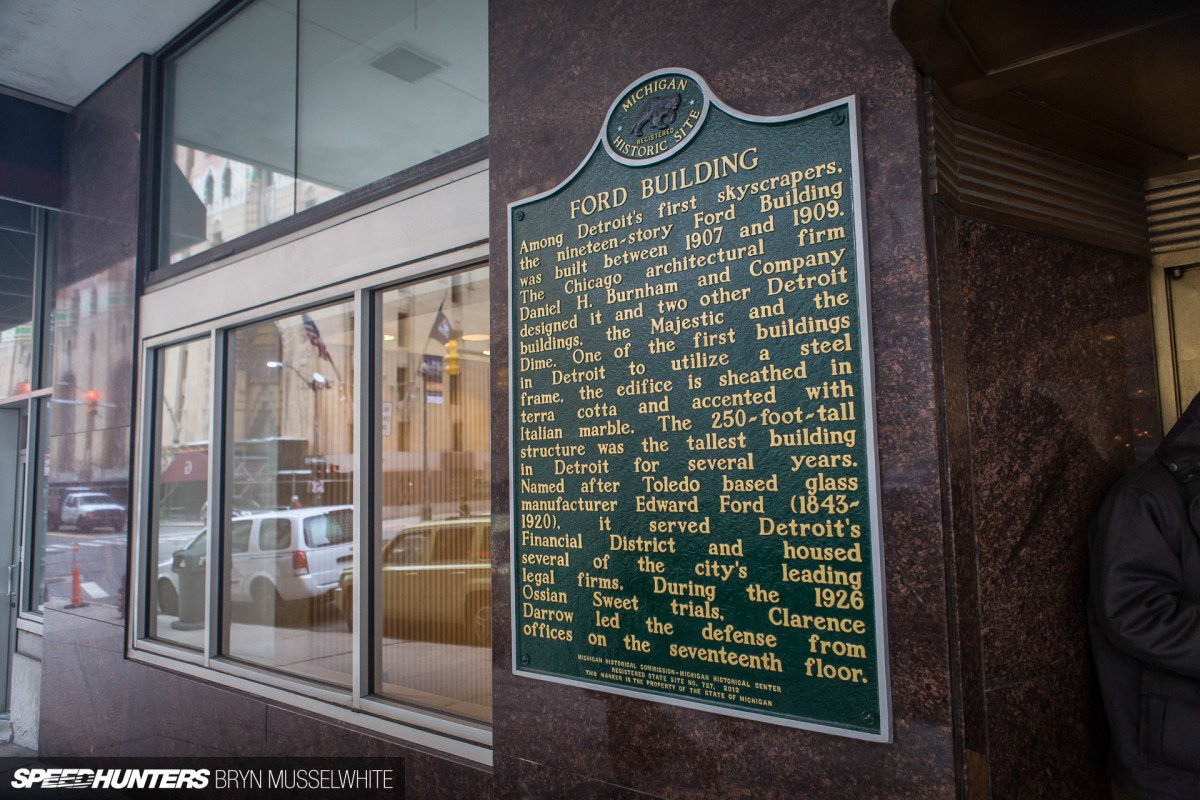 MICHIGAN
REGISTERED
HISTORIC SITE
FORD BUILDING
Among Detroit's first skyscrapers,
the nineteen-story Ford Building
was built between 1907 and 1909.
The Chicago architectural firm
Daniel H. Burnham and Company
designed it and two other Detroit
buildings, the Majestic and the
Dime. One of the first buildings
in Detroit to utilize a steel
frame, the edifice is sheathed in
terra cotta and accented with
Italian marble. The 250-foot-tall
structure was the tallest building
in Detroit for several years.
Named after Toledo based glass
manufacturer Edward Ford (1843-
1920), it served Detroit's
Financial District and housed
several of the city's leading
legal firms. During the 1926
Ossian Sweet trials, Clarence
Darrow led the defense from
offices on the seventeenth floor.
MICHIGAN HISTORICAL COMMISSION-MICHIGAN HISTORICAL CENTER
REGISTERED STATE SITE NO. 727, 2012
THIS MARKER IS THE PROPERTY OF THE STATE OF MICHIGAN
SPEEDHUNTERS BRYN MUSSELWHITE